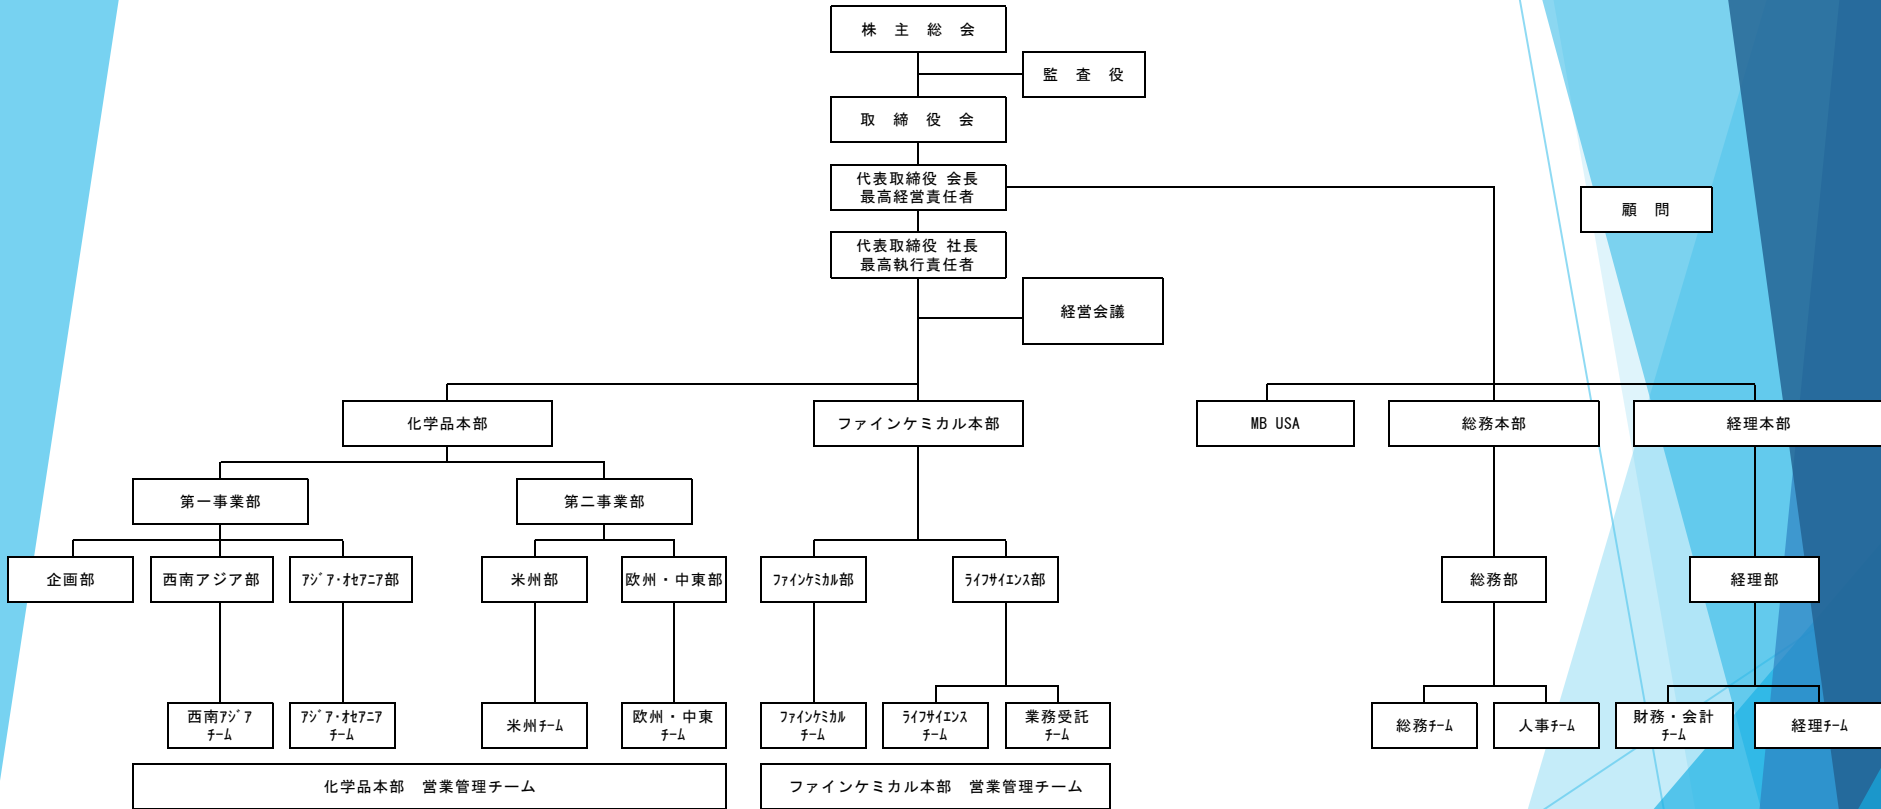 株　主　総　会
監　査　役
取　締　役　会
代表取締役 会長
最高経営責任者
顧　問
代表取締役 社長
最高執行責任者
経営会議
化学品本部
ファインケミカル本部
MB USA
総務本部
経理本部
第一事業部
第二事業部
企画部
西南アジア部
ｱｼﾞｱ･ｵｾｱﾆｱ部
米州部
欧州・中東部
ﾌｧｲﾝｹﾐｶﾙ部
ﾗｲﾌｻｲｴﾝｽ部
総務部
経理部
西南ｱｼﾞｱ
ﾁｰﾑ
ｱｼﾞｱ･ｵｾｱﾆｱ
ﾁｰﾑ
米州ﾁｰﾑ
欧州・中東
ﾁｰﾑ
ﾌｧｲﾝｹﾐｶﾙ
ﾁｰﾑ
ﾗｲﾌｻｲｴﾝｽ
ﾁｰﾑ
業務受託
ﾁｰﾑ
総務ﾁｰﾑ
人事ﾁｰﾑ
財務・会計
ﾁｰﾑ
経理ﾁｰﾑ
化学品本部　営業管理チーム
ファインケミカル本部　営業管理チーム